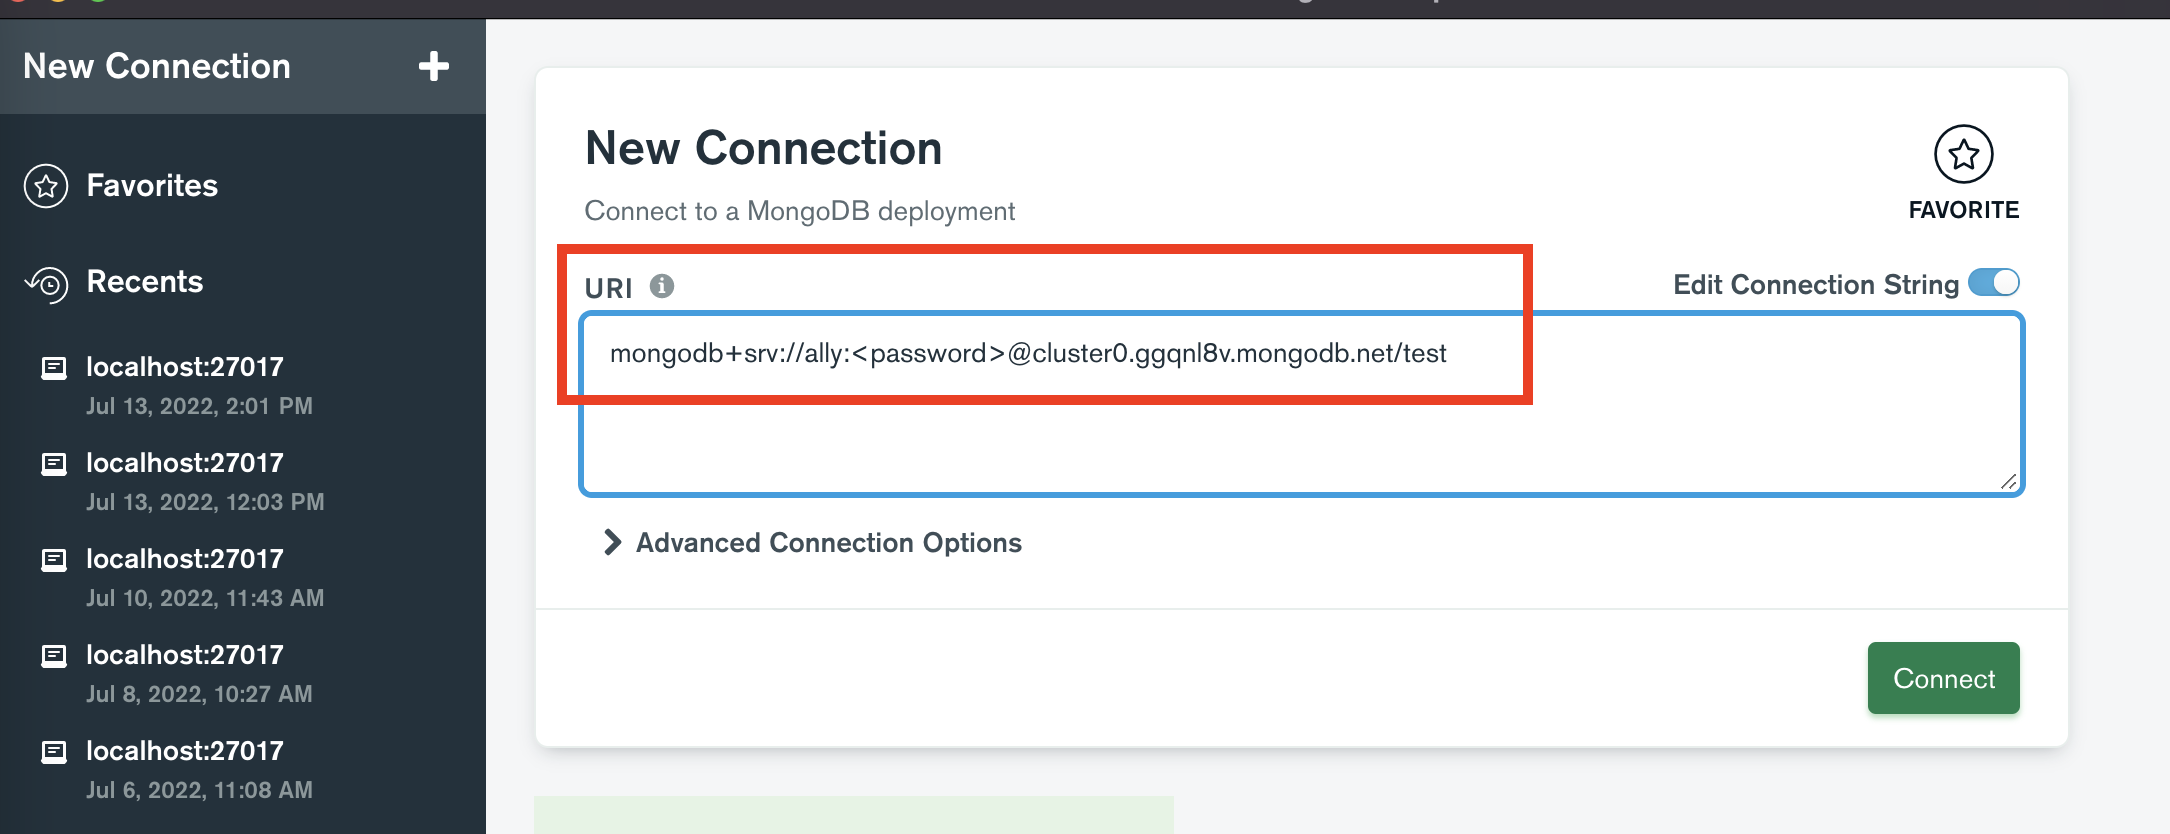 New Connection
Favorites
Recents
localhost:27017
Jul 13, 2022, 2:01 PM
localhost:27017
Jul 13, 2022, 12:03 PM
localhost:27017
Jul 10, 2022, 11:43 AM
localhost:27017
Jul 8, 2022, 10:27 AM
localhost:27017
Jul 6, 2022, 11:08 AM
New Connection
Connect to a MongoDB deployment
FAVORITE
URI
Edit Connection String
mongodb+srv://ally:<password>@cluster0.ggqnl8v.mongodb.net/test
Advanced Connection Options
Connect